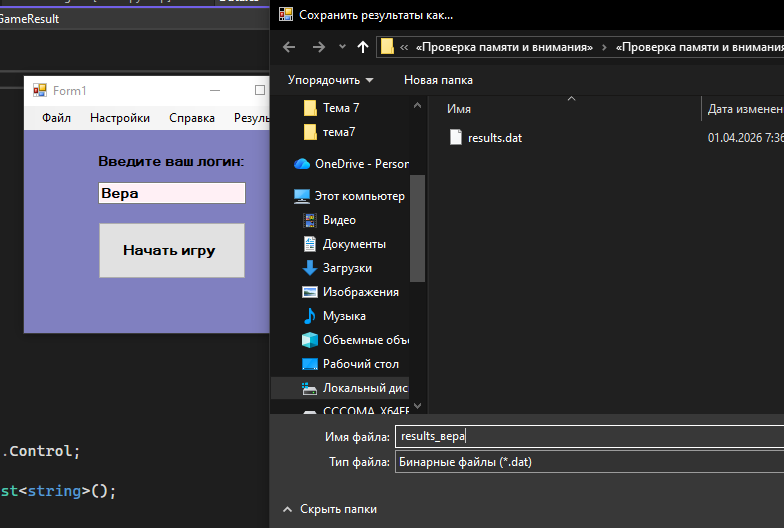 GameResult
Form1
Файл Настройки Справка Резуль
Введите ваш логин:
Вера
Начать игру
.Control;
st<string>();
Сохранить результаты как...
«Проверка памяти и внимания» › «Проверка памяти и внимания
Упорядочить Новая папка
Тема 7
тема7
OneDrive - Person
Этот компьютер
Видео
Документы
Загрузки
Изображения
Музыка
Объемные объе
Рабочий стол
Локальный дис
CCCOMA_X64FR
Имя Дата изменен
results.dat 01.04.2026 7:36
Имя файла: results_вера
Тип файла: Бинарные файлы (*.dat)
Скрыть папки